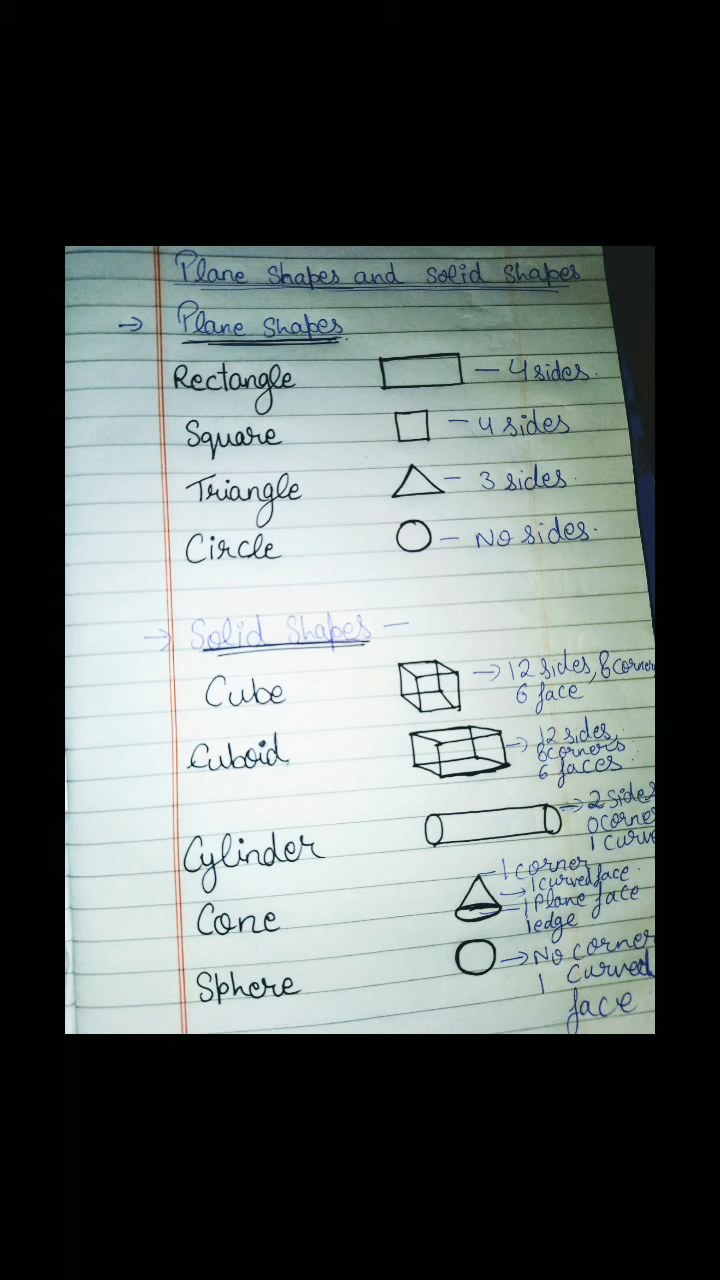 Plane Shapes and Solid Shapes
→ Plane Shapes
Rectangle — 4 sides.
Square — 4 sides
Triangle — 3 sides.
Circle — No sides.
→ Solid Shapes —
Cube → 12 sides, 8 corner
6 face
Cuboid → 12 sides,
8 corners
6 faces.
Cylinder → 2 sides
0 corner
1 curve
Cone — 1 corner
→ 1 curved face.
1 Plane face
1 edge
Sphere → No corner
1 curved
face